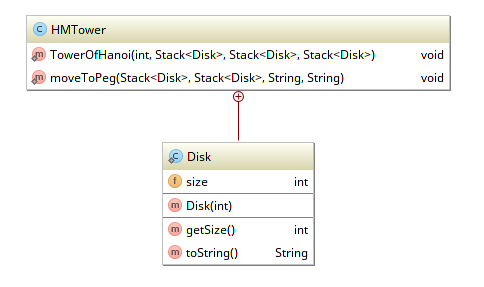 HMTower
TowerOfHanoi(int, Stack<Disk>, Stack<Disk>, Stack<Disk>) void
moveToPeg(Stack<Disk>, Stack<Disk>, String, String) void
Disk
size int
Disk(int)
getSize() int
toString() String